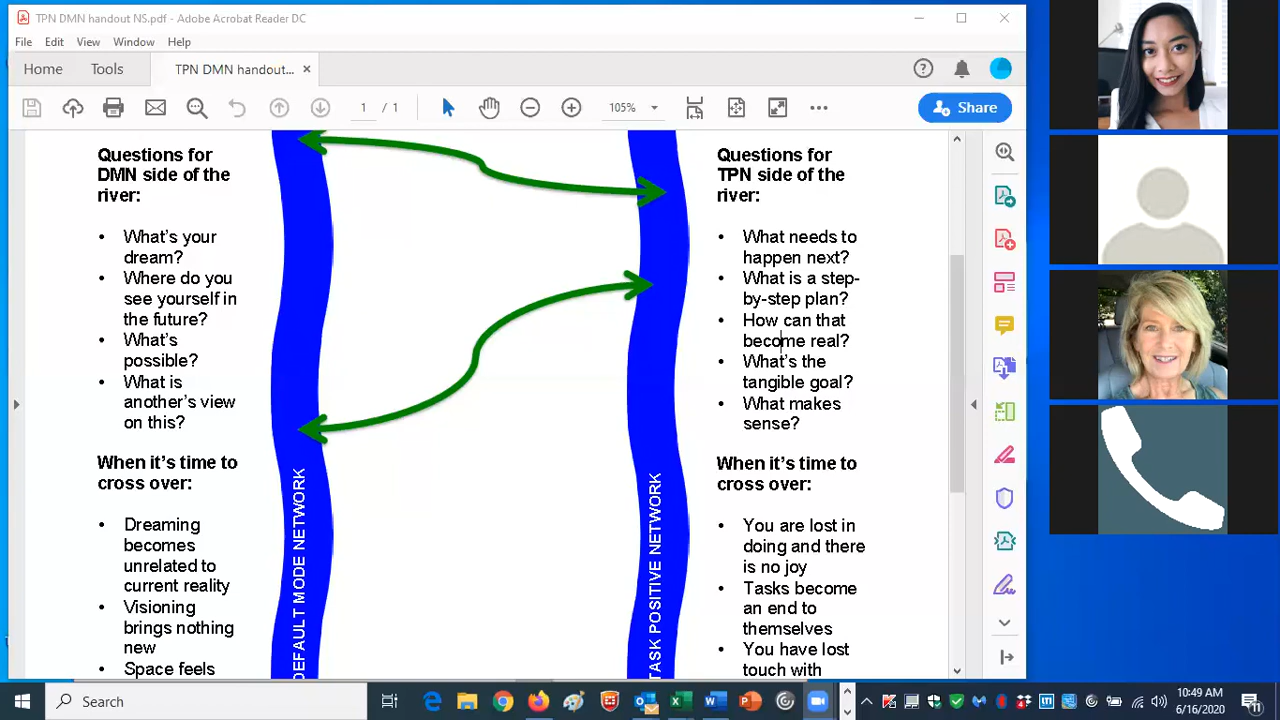 TPN DMN handout NS.pdf - Adobe Acrobat Reader DC
File Edit View Window Help
Home Tools TPN DMN handout... ×
1 / 1 105% Share
Questions for
DMN side of the
river:
• What's your
dream?
• Where do you
see yourself in
the future?
• What's
possible?
• What is
another's view
on this?
When it's time to
cross over:
• Dreaming
becomes
unrelated to
current reality
• Visioning
brings nothing
new
• Space feels
DEFAULT MODE NETWORK
TASK POSITIVE NETWORK
Questions for
TPN side of the
river:
• What needs to
happen next?
• What is a step-
by-step plan?
• How can that
become real?
• What's the
tangible goal?
• What makes
sense?
When it's time to
cross over:
• You are lost in
doing and there
is no joy
• Tasks become
an end to
themselves
• You have lost
touch with
Search
10:49 AM
6/16/2020